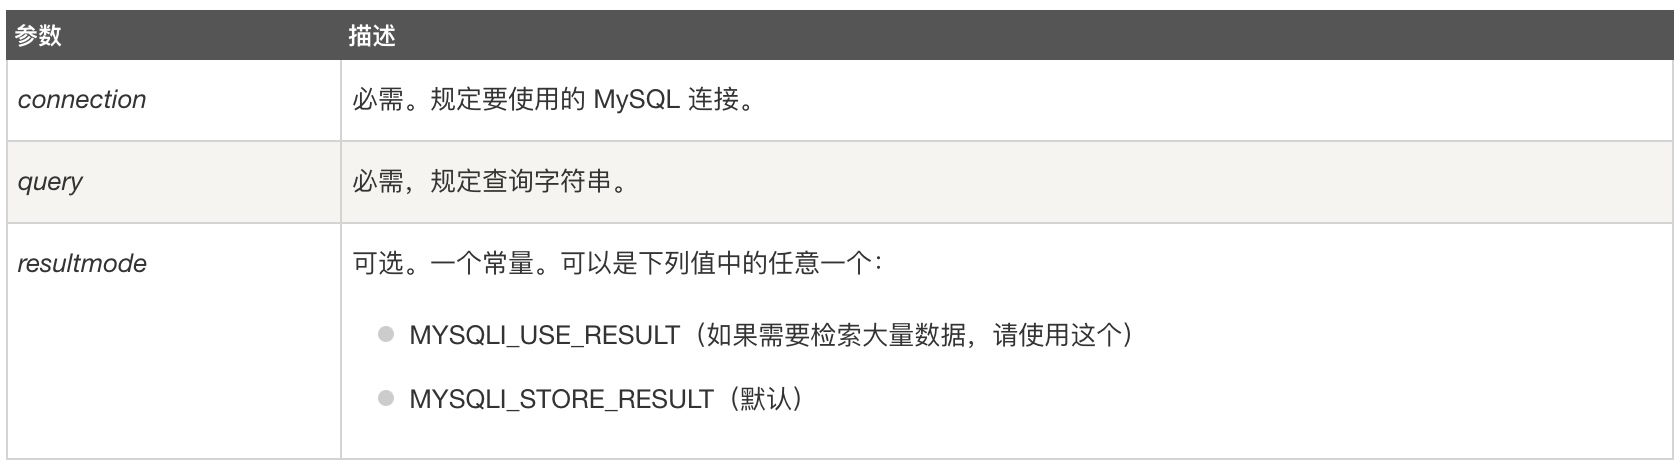 参数 描述
connection 必需。规定要使用的 MySQL 连接。
query 必需，规定查询字符串。
resultmode 可选。一个常量。可以是下列值中的任意一个：
MYSQLI_USE_RESULT（如果需要检索大量数据，请使用这个）
MYSQLI_STORE_RESULT（默认）